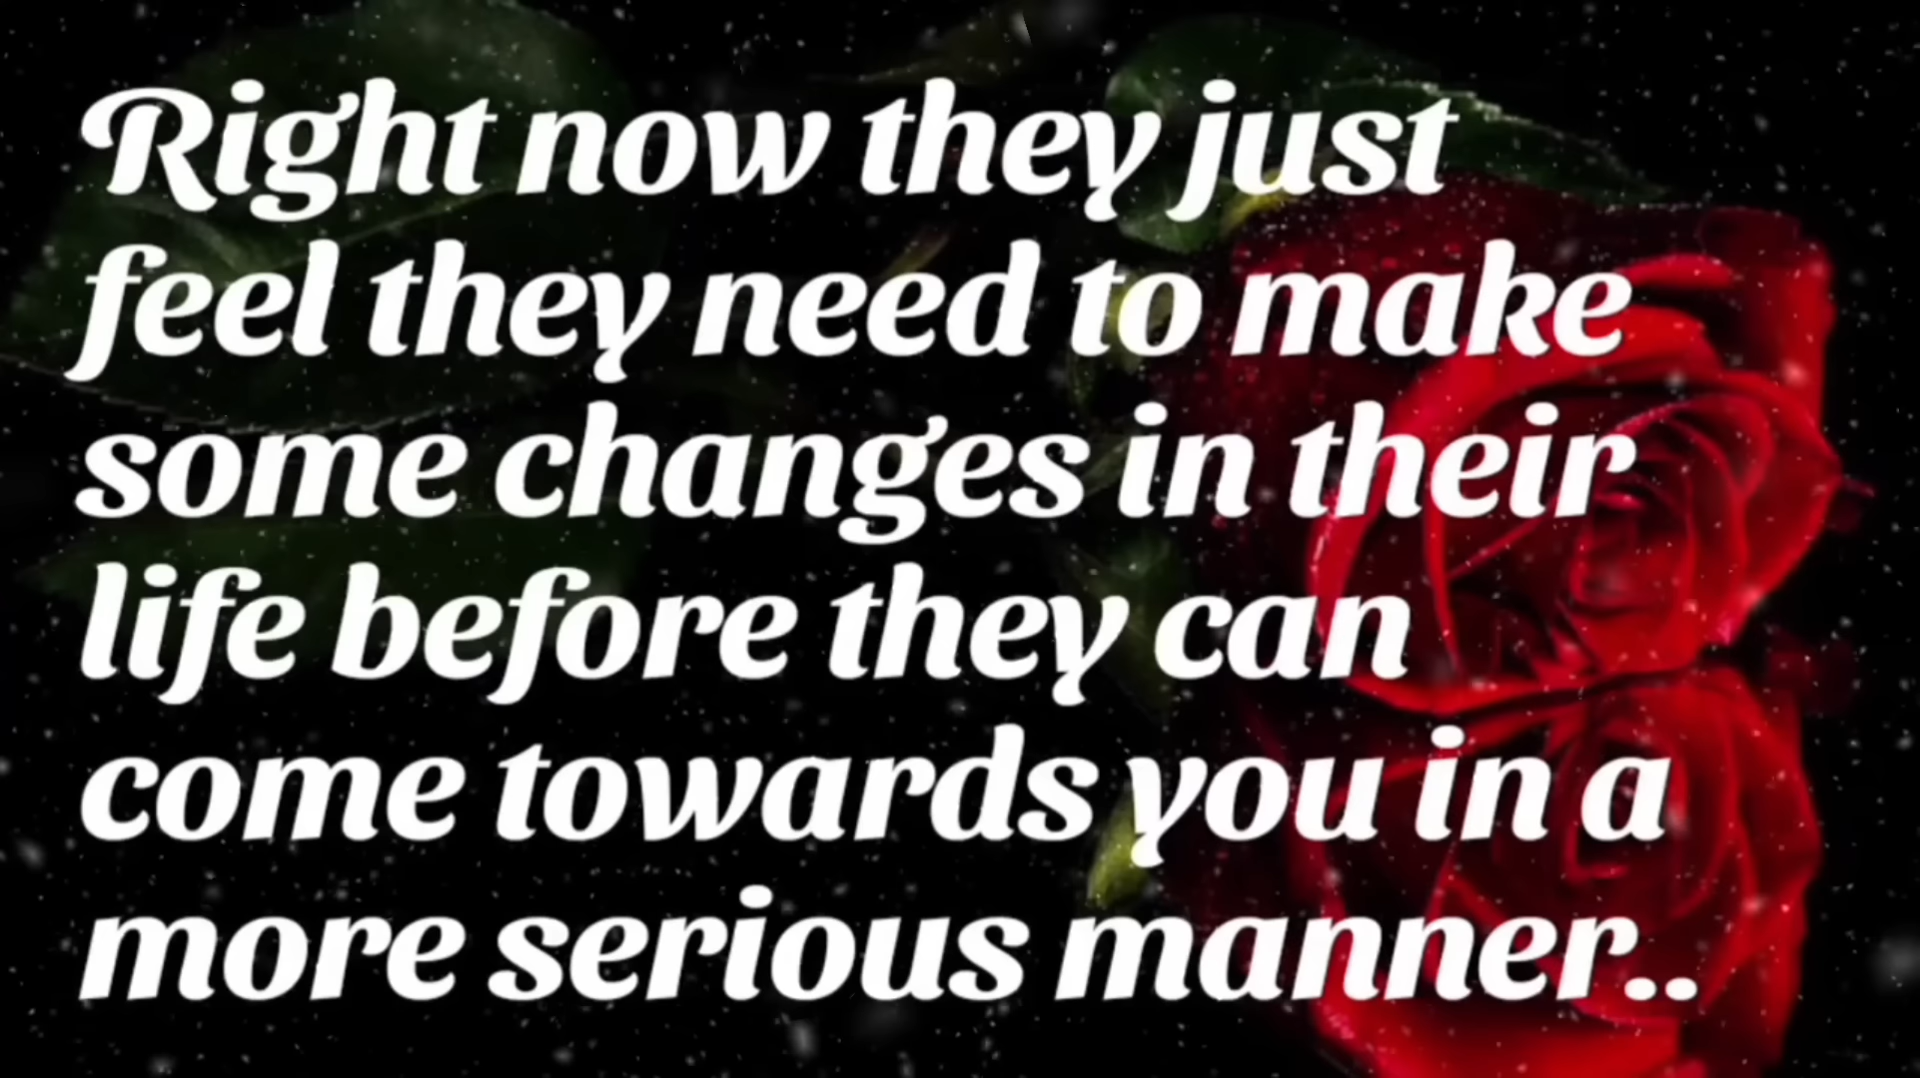 Right now they just
feel they need to make
some changes in their
life before they can
come towards you in a
more serious manner..